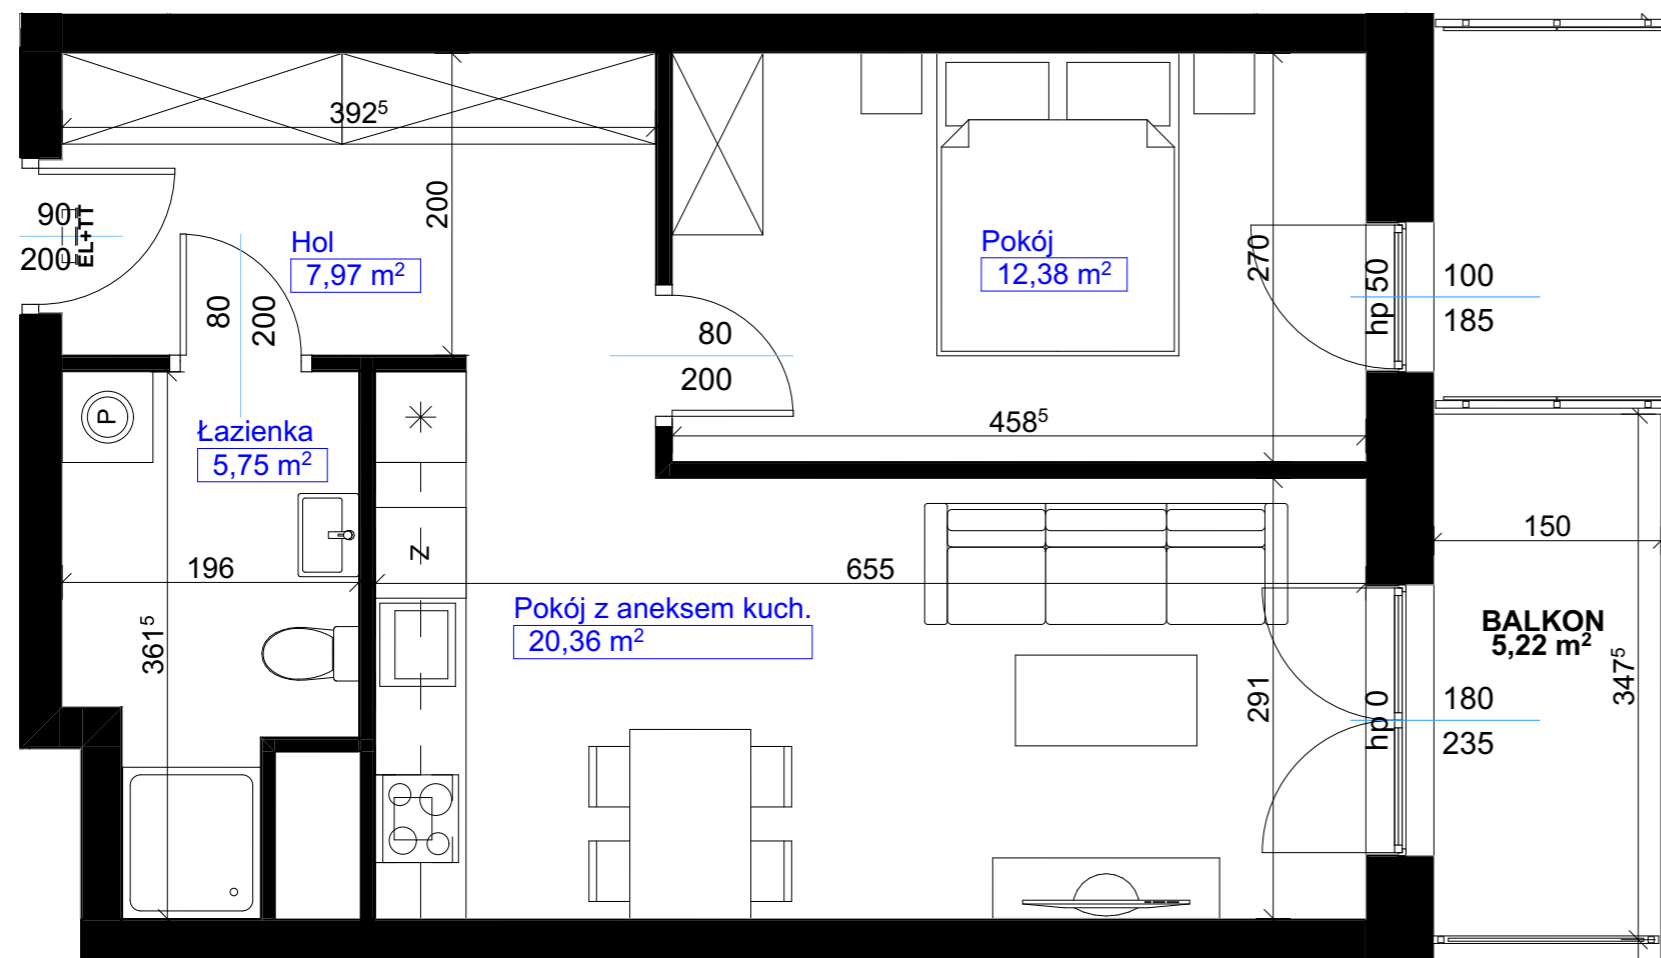 392⁵
200
90
200
EL+TT
Hol
7,97 m²
80
200
Pokój
12,38 m²
270
hp 50
100
185
80
200
458⁵
P
Łazienka
5,75 m²
Z
196
361⁵
655
Pokój z aneksem kuch.
20,36 m²
291
hp 0
180
235
150
BALKON
5,22 m²
347⁵